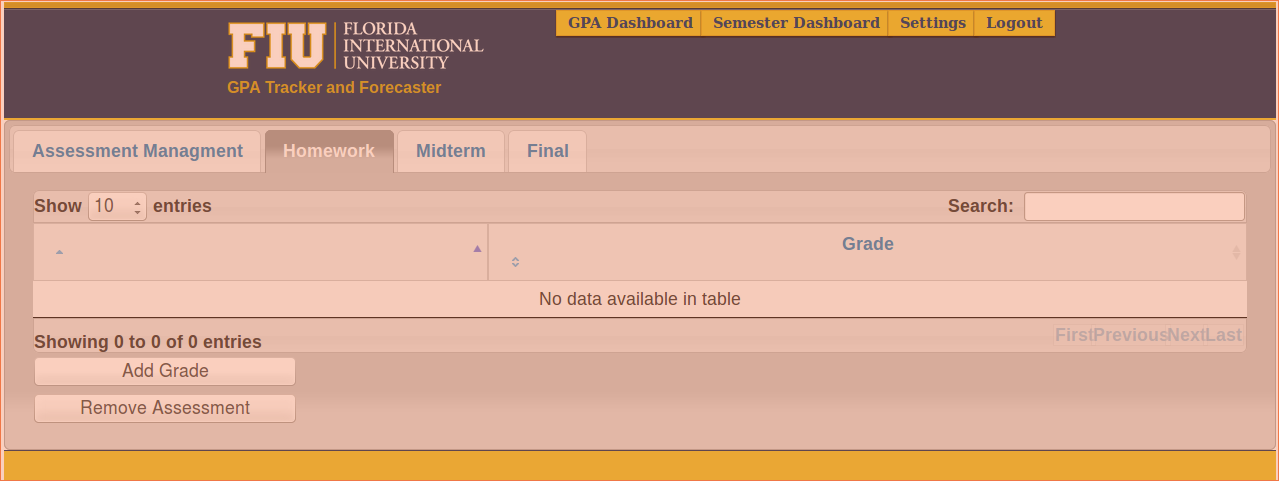 GPA Dashboard Semester Dashboard Settings Logout
FIU FLORIDA
INTERNATIONAL
UNIVERSITY
GPA Tracker and Forecaster
Assessment Managment Homework Midterm Final
Show 10 entries Search:
Grade
No data available in table
FirstPreviousNextLast
Showing 0 to 0 of 0 entries
Add Grade
Remove Assessment